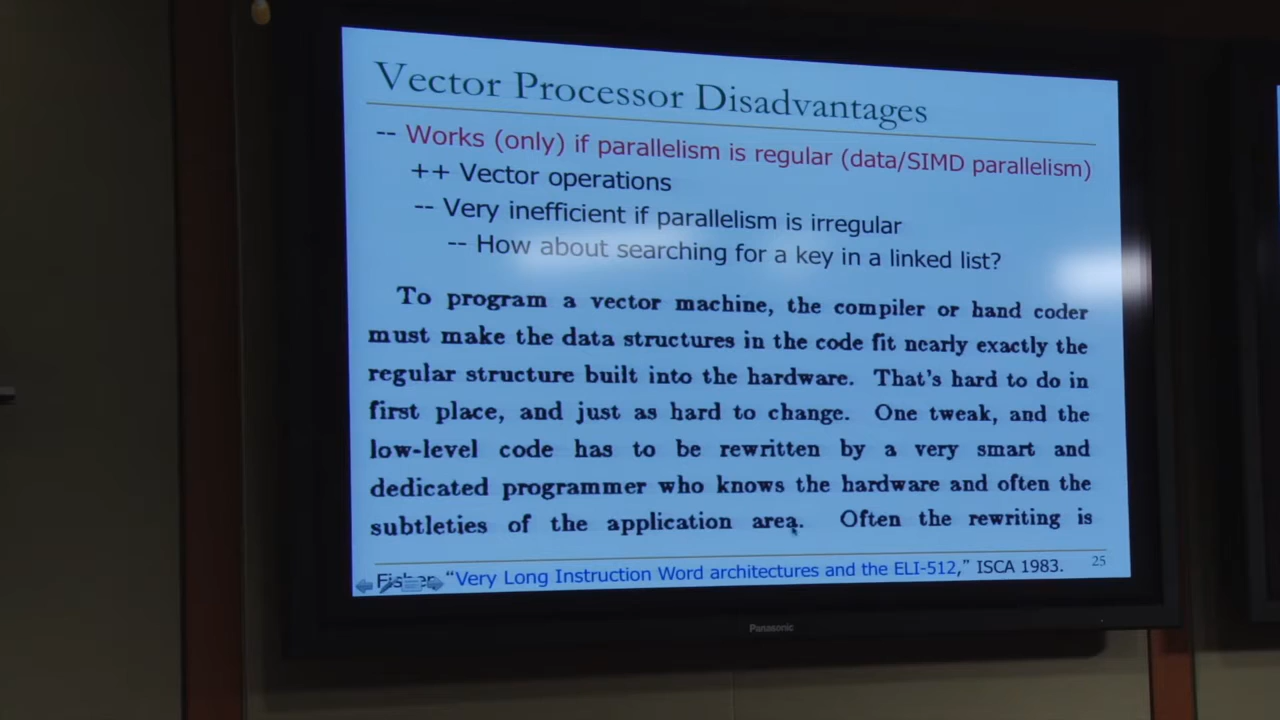 Vector Processor Disadvantages
-- Works (only) if parallelism is regular (data/SIMD parallelism)
++ Vector operations
-- Very inefficient if parallelism is irregular
-- How about searching for a key in a linked list?
To program a vector machine, the compiler or hand coder
must make the data structures in the code fit nearly exactly the
regular structure built into the hardware. That's hard to do in
first place, and just as hard to change. One tweak, and the
low-level code has to be rewritten by a very smart and
dedicated programmer who knows the hardware and often the
subtleties of the application area. Often the rewriting is
Fisher, "Very Long Instruction Word architectures and the ELI-512," ISCA 1983.
25
Panasonic